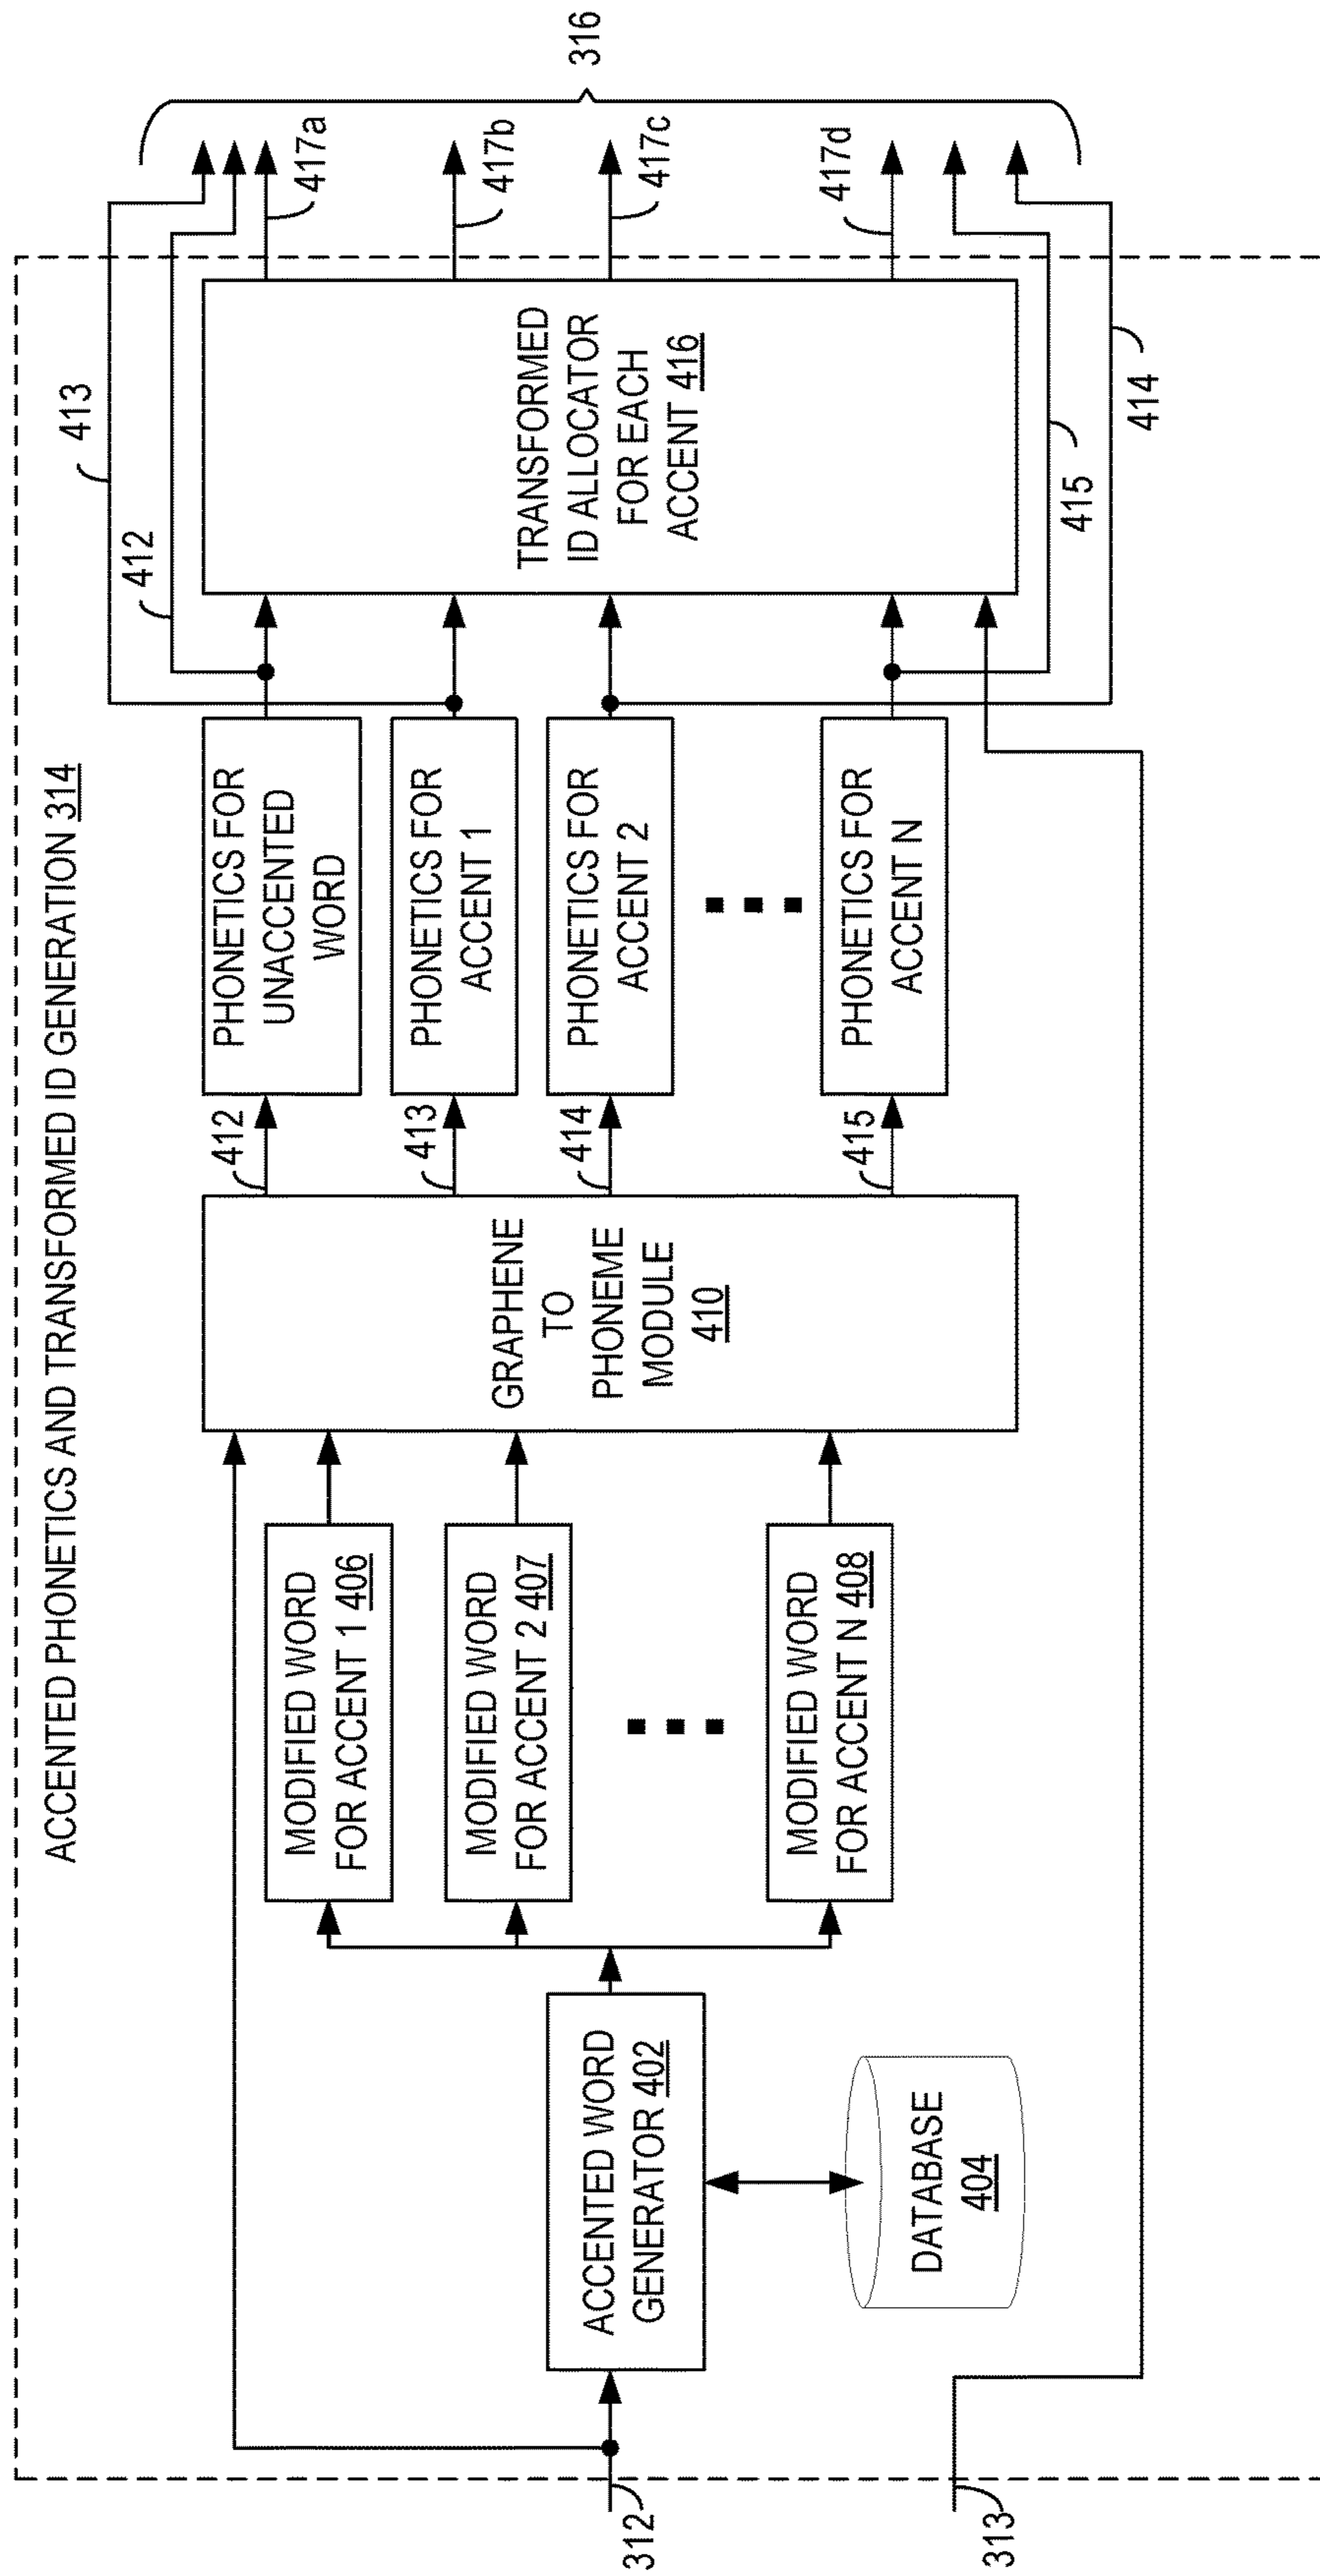 ACCENTED PHONETICS AND TRANSFORMED ID GENERATION 314
312
313
ACCENTED WORD
GENERATOR 402
DATABASE
404
MODIFIED WORD
FOR ACCENT 1 406
MODIFIED WORD
FOR ACCENT 2 407
MODIFIED WORD
FOR ACCENT N 408
GRAPHENE
TO
PHONEME
MODULE
410
412
413
414
415
PHONETICS FOR
UNACCENTED
WORD
PHONETICS FOR
ACCENT 1
PHONETICS FOR
ACCENT 2
PHONETICS FOR
ACCENT N
412
413
TRANSFORMED
ID ALLOCATOR
FOR EACH
ACCENT 416
415
414
417a
417b
417c
417d
316